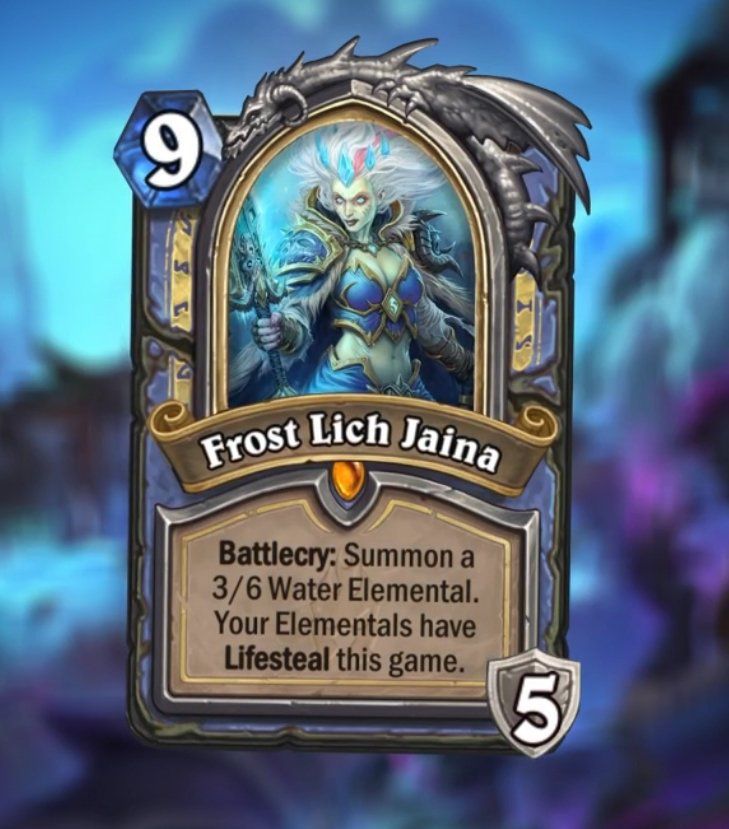 9
Frost Lich Jaina
Battlecry: Summon a
3/6 Water Elemental.
Your Elementals have
Lifesteal this game.
5